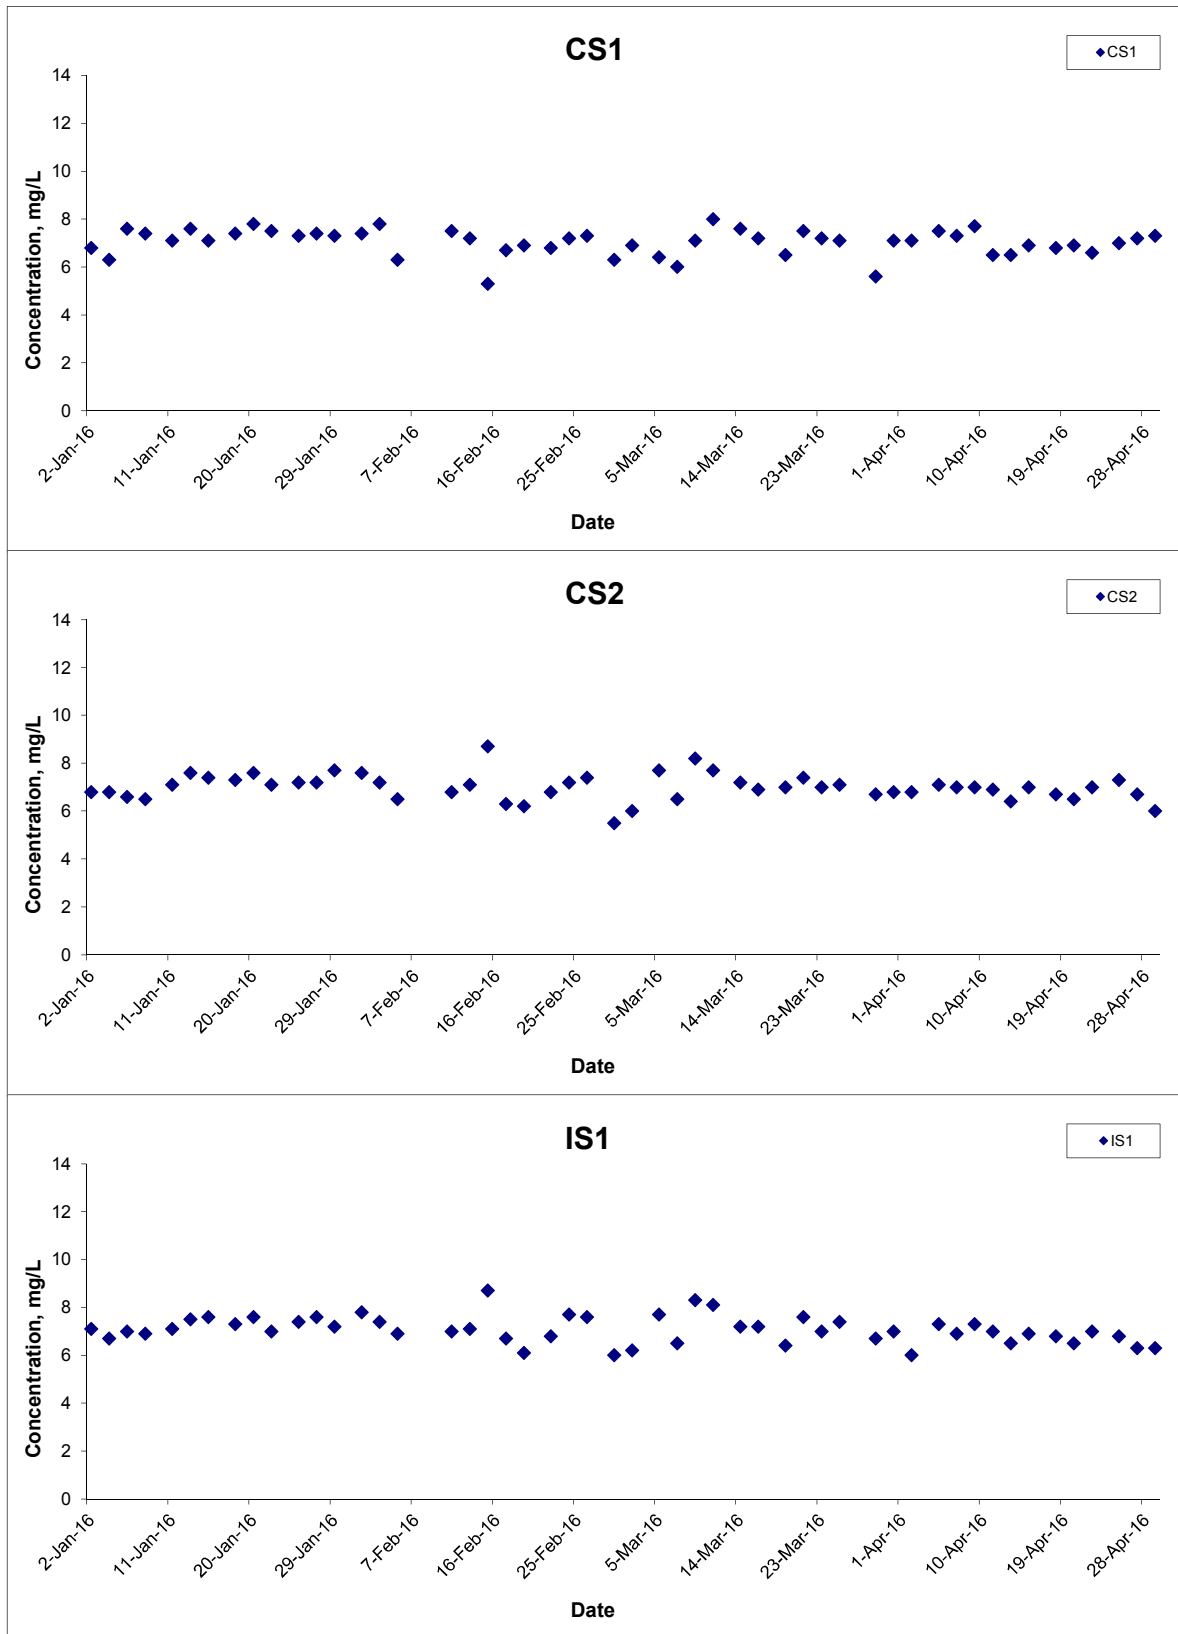 CS1
CS1
14
12
10
8
6
4
2
0
Concentration, mg/L
2-Jan-16
11-Jan-16
20-Jan-16
29-Jan-16
7-Feb-16
16-Feb-16
25-Feb-16
5-Mar-16
14-Mar-16
23-Mar-16
1-Apr-16
10-Apr-16
19-Apr-16
28-Apr-16
Date
CS2
CS2
14
12
10
8
6
4
2
0
Concentration, mg/L
2-Jan-16
11-Jan-16
20-Jan-16
29-Jan-16
7-Feb-16
16-Feb-16
25-Feb-16
5-Mar-16
14-Mar-16
23-Mar-16
1-Apr-16
10-Apr-16
19-Apr-16
28-Apr-16
Date
IS1
IS1
14
12
10
8
6
4
2
0
Concentration, mg/L
2-Jan-16
11-Jan-16
20-Jan-16
29-Jan-16
7-Feb-16
16-Feb-16
25-Feb-16
5-Mar-16
14-Mar-16
23-Mar-16
1-Apr-16
10-Apr-16
19-Apr-16
28-Apr-16
Date